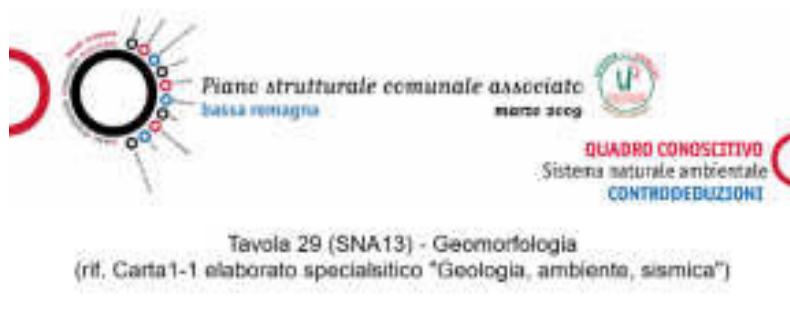 Piano strutturale comunale associato
bassa romagna marzo 2009
QUADRO CONOSCITIVO
Sistema naturale ambientale
CONTRODEDUZIONI
Tavola 29 (SNA13) - Geomorfologia
(rif. Carta1-1 elaborato specialsitico "Geologia, ambiente, sismica")